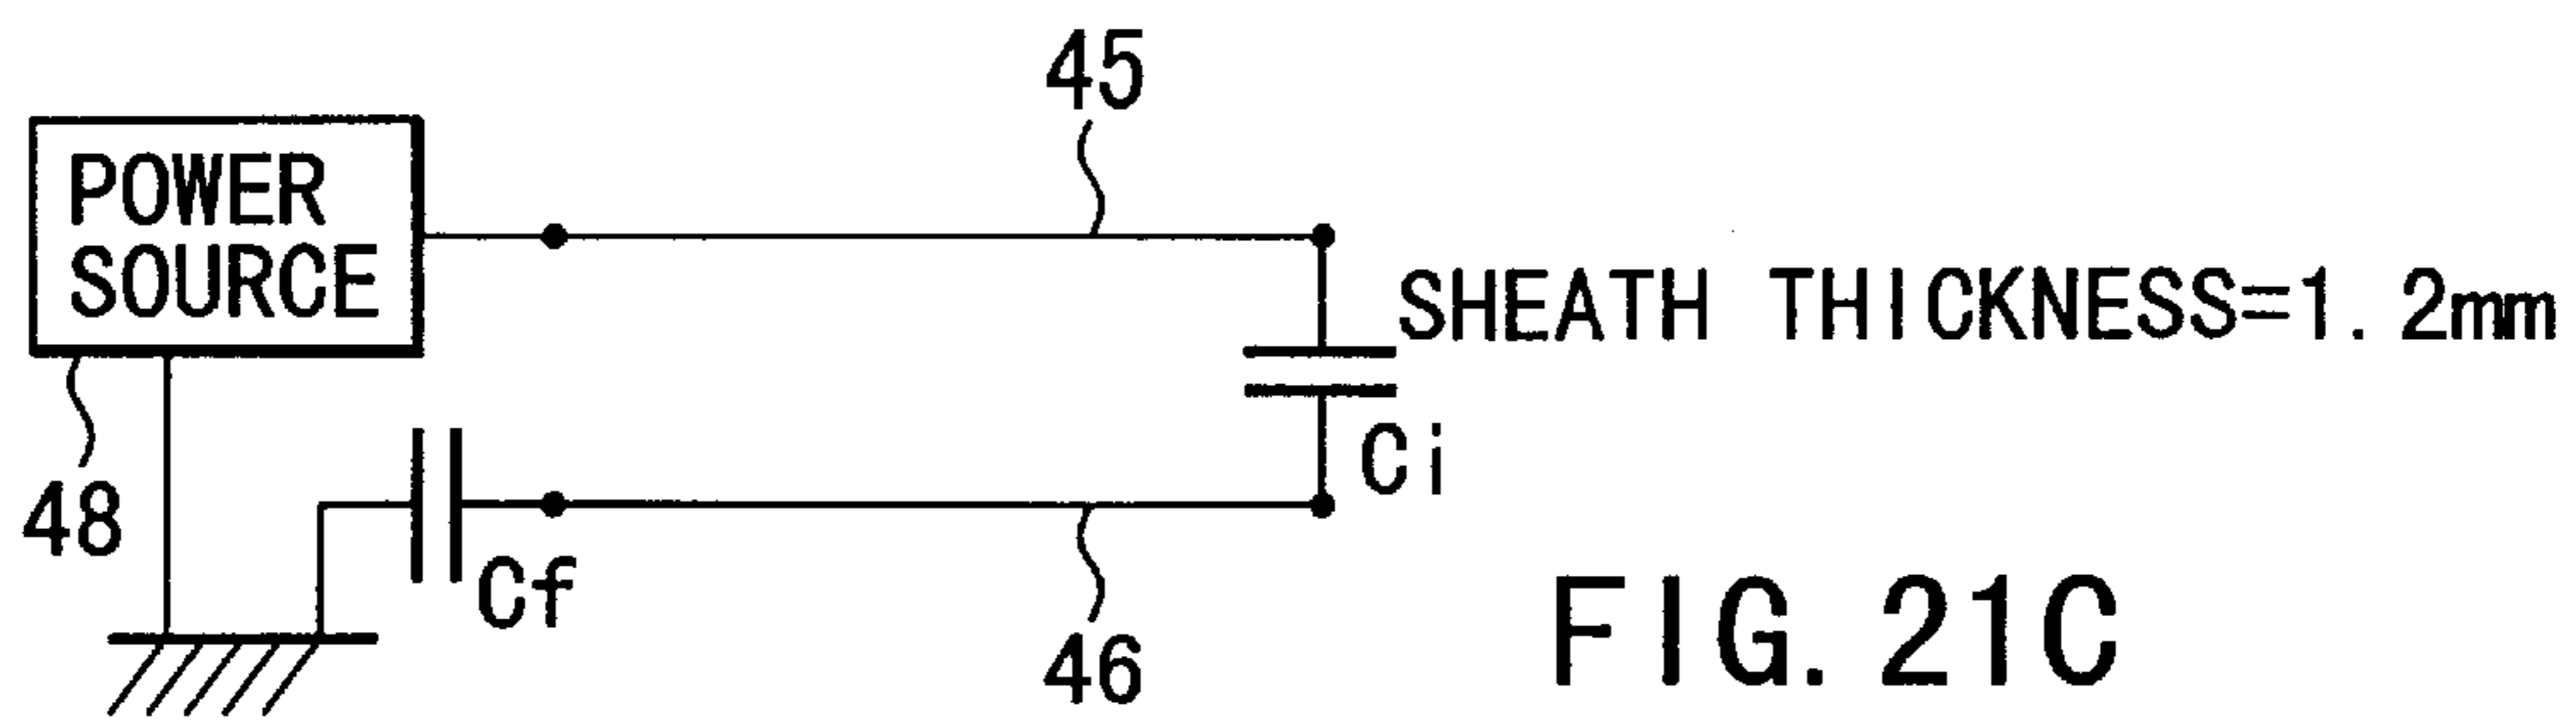 45
POWER
SOURCE
SHEATH THICKNESS=1.2mm
Ci
48
Cf
46
FIG. 21C